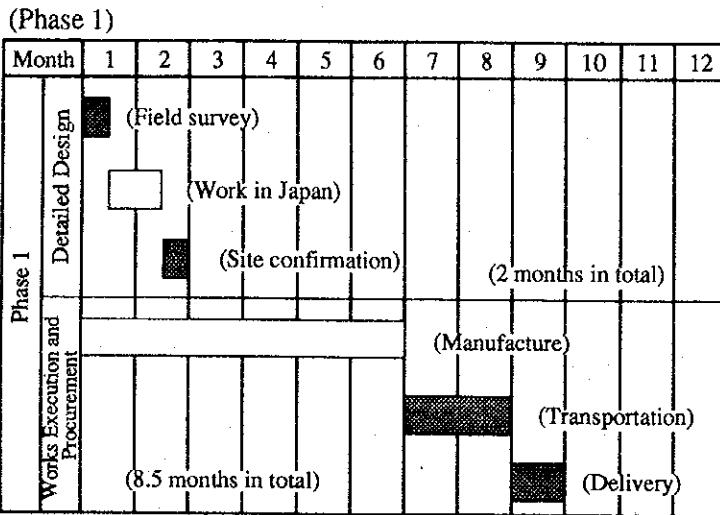 (Phase 1)
Month 1 2 3 4 5 6 7 8 9 10 11 12
Phase 1
Detailed Design
(Field survey)
(Work in Japan)
(Site confirmation)
(2 months in total)
Works Execution and
Procurement
(Manufacture)
(Transportation)
(8.5 months in total)
(Delivery)